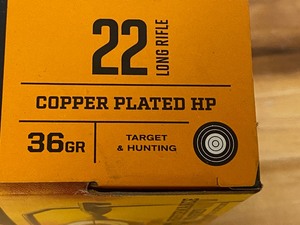 22
LONG RIFLE
COPPER PLATED HP
36GR
TARGET
& HUNTING